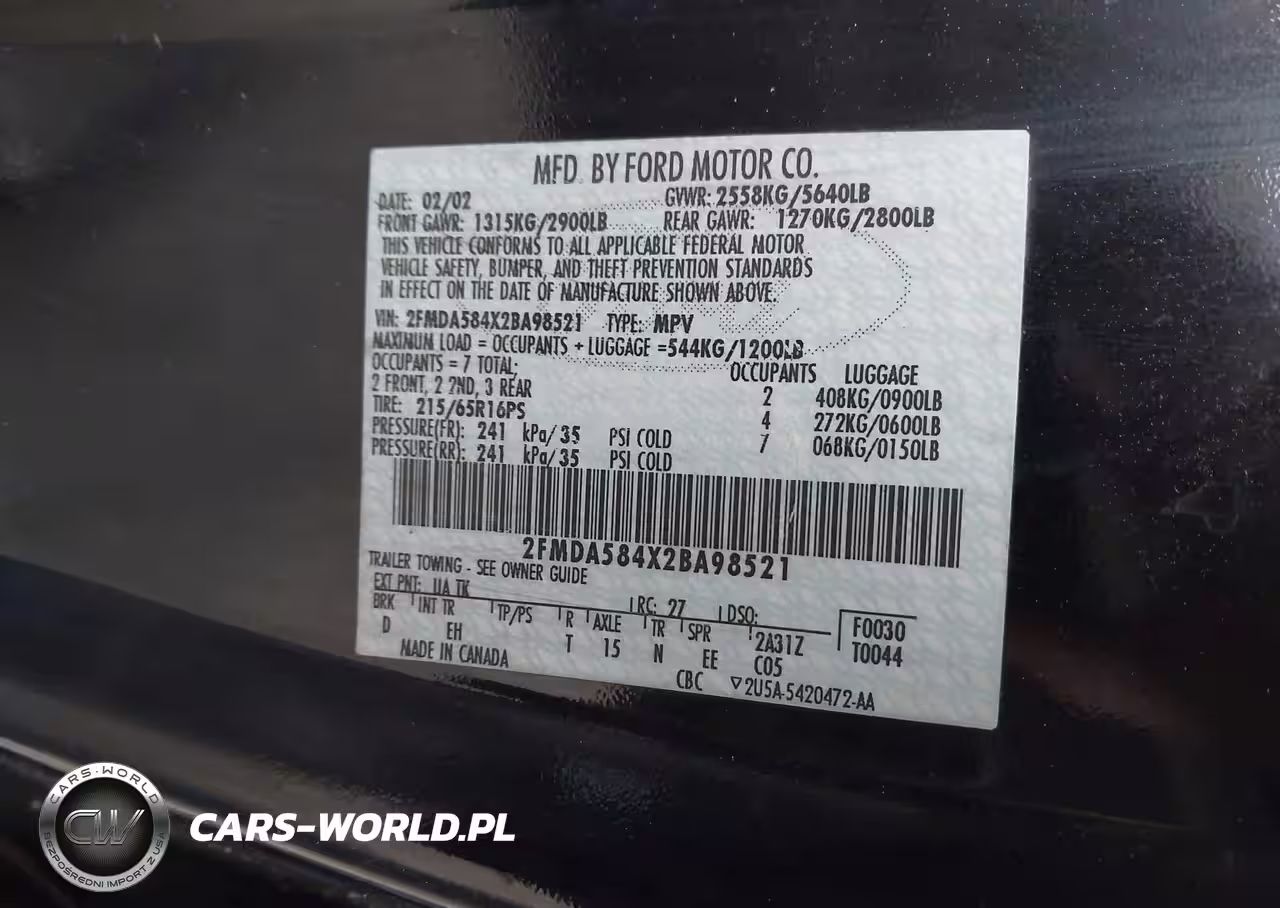 MFD. BY FORD MOTOR CO.
DATE: 02/02 GVWR: 2558KG/5640LB
FRONT GAWR: 1315KG/2900LB REAR GAWR: 1270KG/2800LB
THIS VEHICLE CONFORMS TO ALL APPLICABLE FEDERAL MOTOR
VEHICLE SAFETY, BUMPER, AND THEFT PREVENTION STANDARDS
IN EFFECT ON THE DATE OF MANUFACTURE SHOWN ABOVE.
VIN: 2FMDA584X2BA98521 TYPE: MPV
MAXIMUM LOAD = OCCUPANTS + LUGGAGE =544KG/1200LB
OCCUPANTS = 7 TOTAL; OCCUPANTS LUGGAGE
2 FRONT, 2 2ND, 3 REAR 2 408KG/0900LB
TIRE: 215/65R16PS 4 272KG/0600LB
PRESSURE(FR): 241 kPa/35 PSI COLD 7 068KG/0150LB
PRESSURE(RR): 241 kPa/35 PSI COLD
2FMDA584X2BA98521
TRAILER TOWING - SEE OWNER GUIDE
EXT PNT: UA TK RC: 27 DSO:
BRK INT TR TP/PS R AXLE TR SPR 2A31Z F0030
D EH T 15 N EE C05 T0044
MADE IN CANADA CBC ▽2U5A-5420472-AA
CARS-WORLD
CW
BEZPOŚREDNI IMPORT Z USA
CARS-WORLD.PL